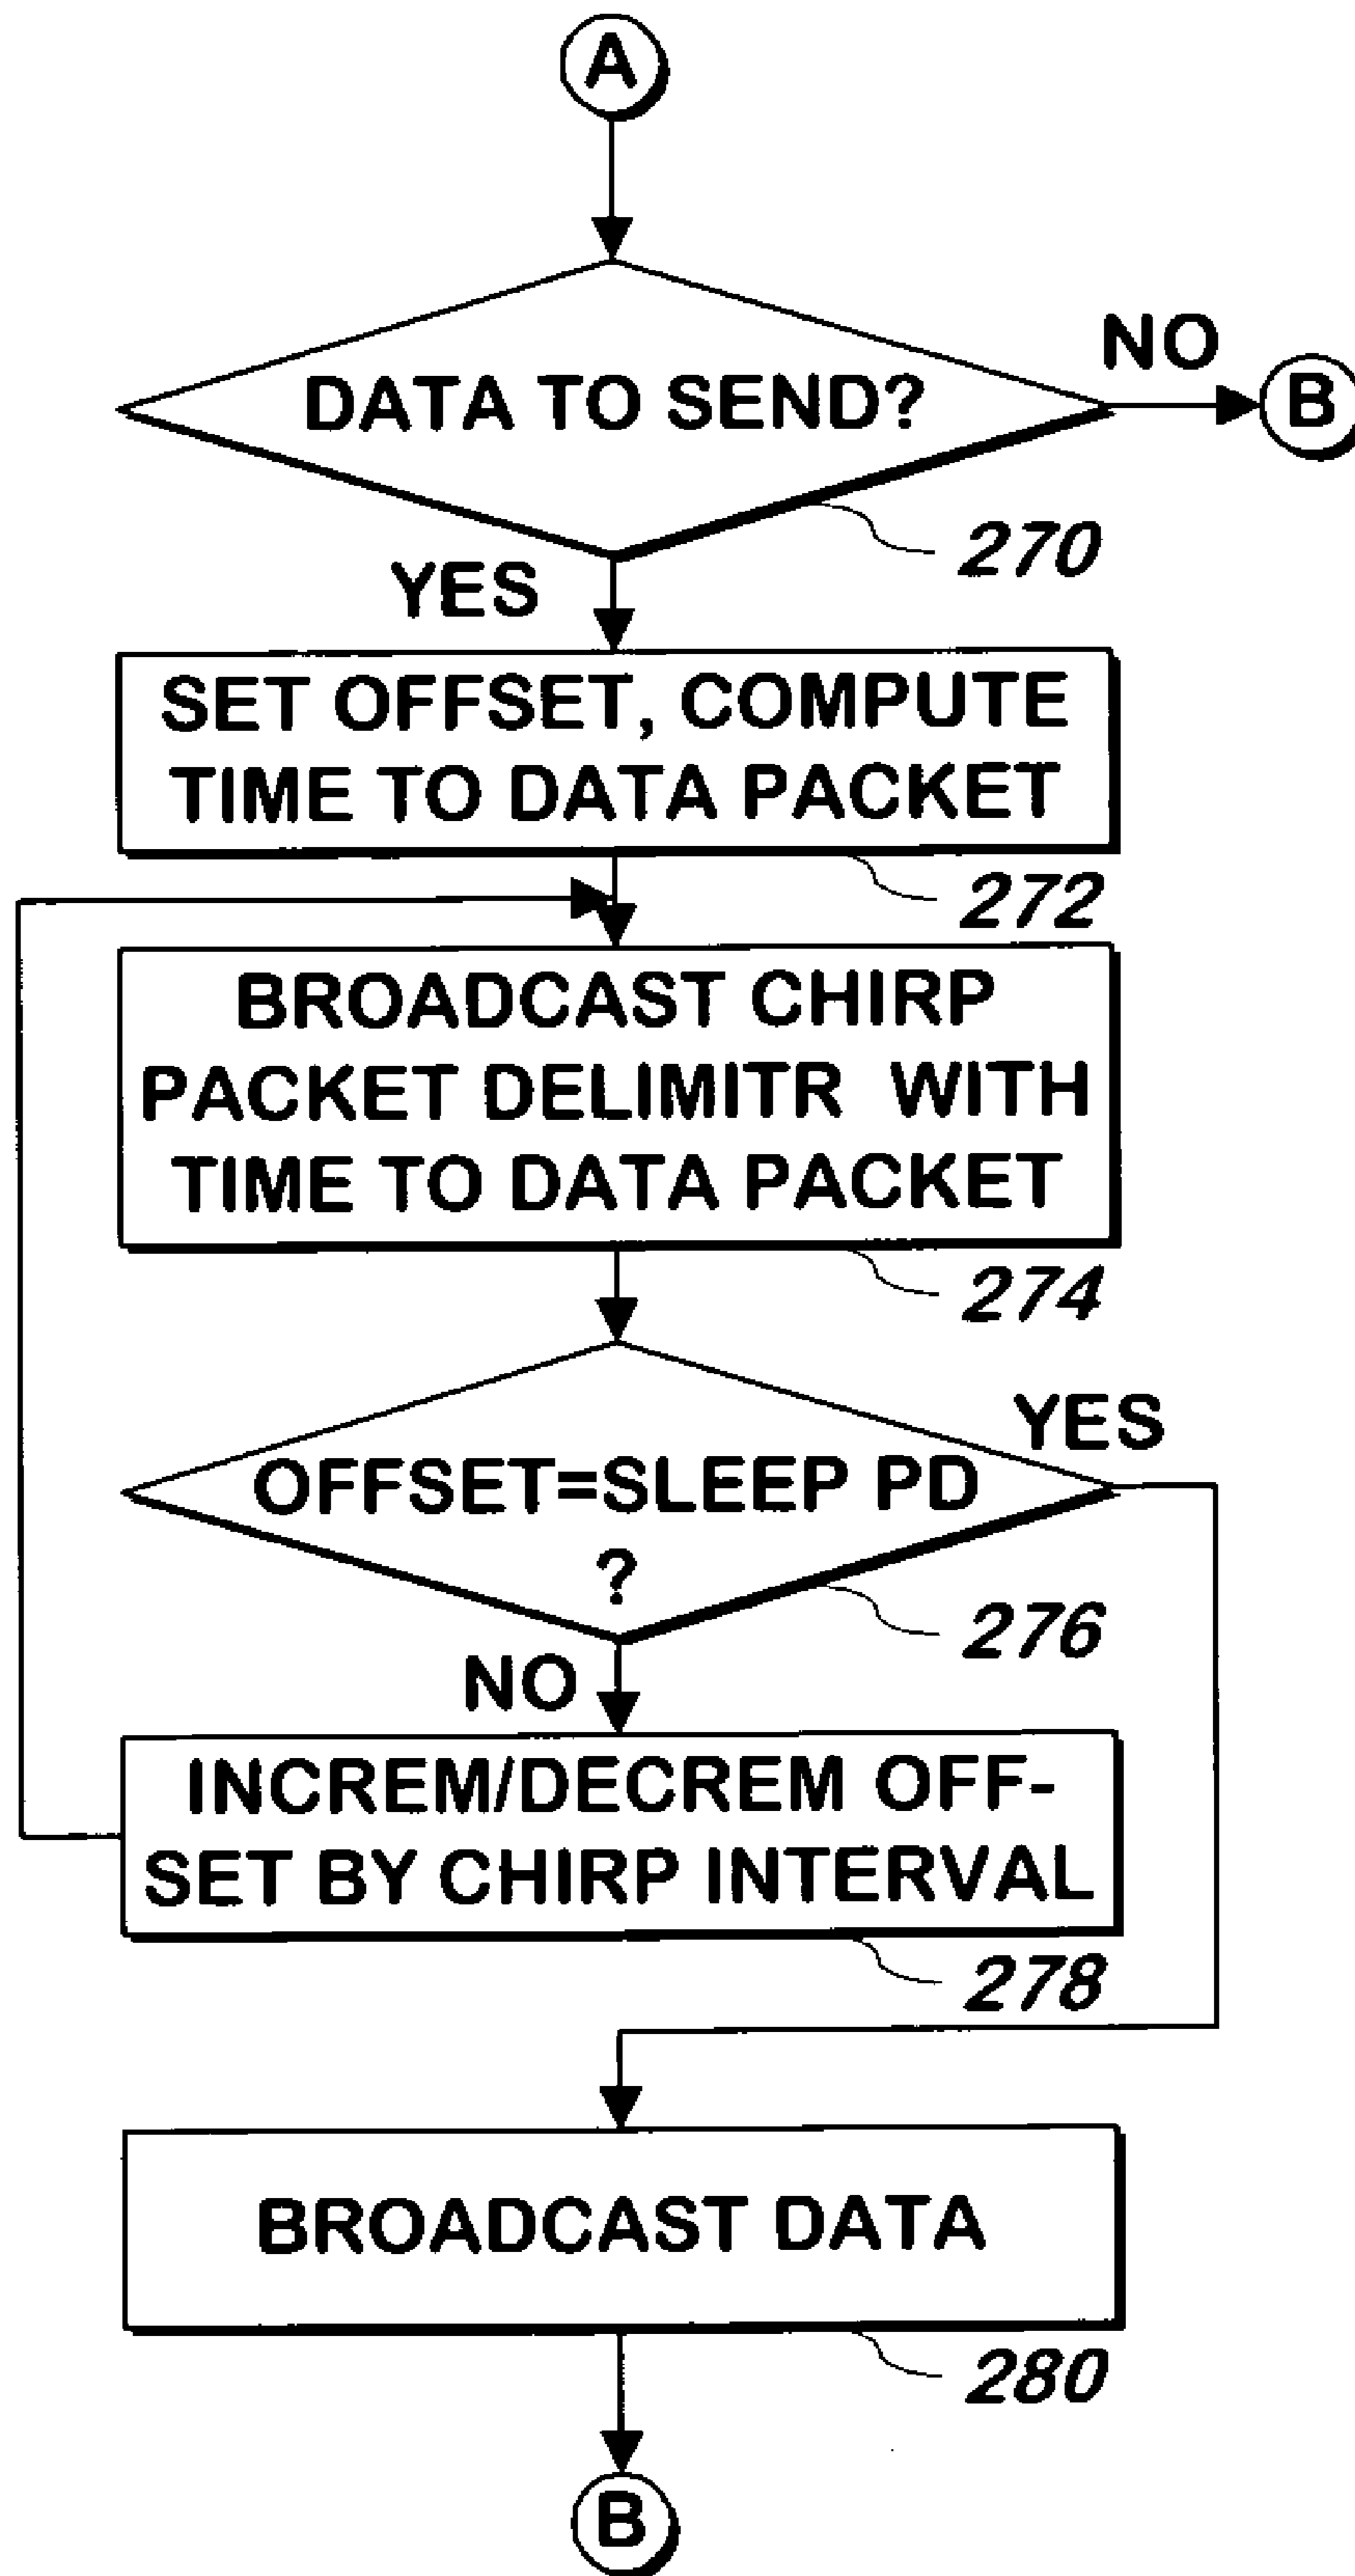 A
DATA TO SEND?
NO
B
270
YES
SET OFFSET, COMPUTE
TIME TO DATA PACKET
272
BROADCAST CHIRP
PACKET DELIMITR WITH
TIME TO DATA PACKET
274
YES
OFFSET=SLEEP PD
?
276
NO
INCREM/DECREM OFF-
SET BY CHIRP INTERVAL
278
BROADCAST DATA
280
B